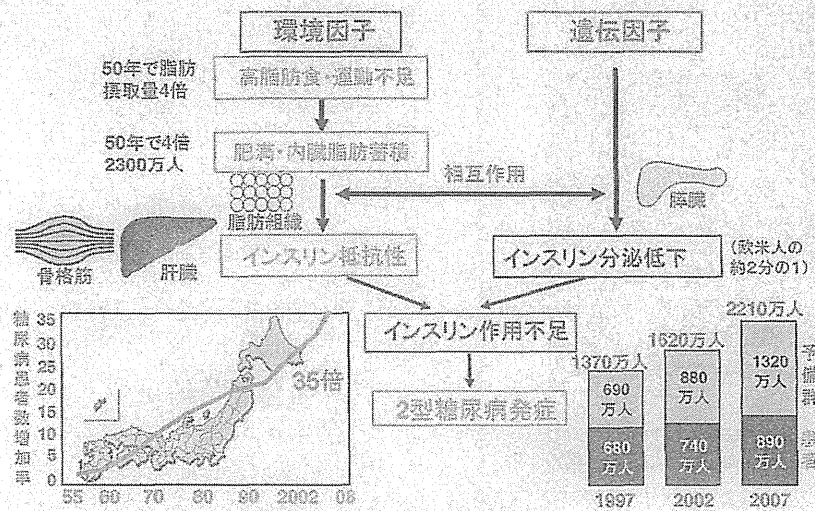 環境因子
遺伝因子
50年で脂肪
摂取量4倍
高脂肪食・運動不足
50年で4倍
2300万人
肥満・内臓脂肪蓄積
相互作用
膵臓
脂肪組織
骨格筋
肝臓
インスリン抵抗性
インスリン分泌低下
(欧米人の
約2分の1)
インスリン作用不足
2型糖尿病発症
糖尿病患者数増加率
35
30
25
20
15
10
5
0
35倍
55 60 70 80 90 2002 08
1370万人
1620万人
2210万人
690
万人
880
万人
1320
万人
予備群
680
万人
740
万人
890
万人
患者
1997 2002 2007